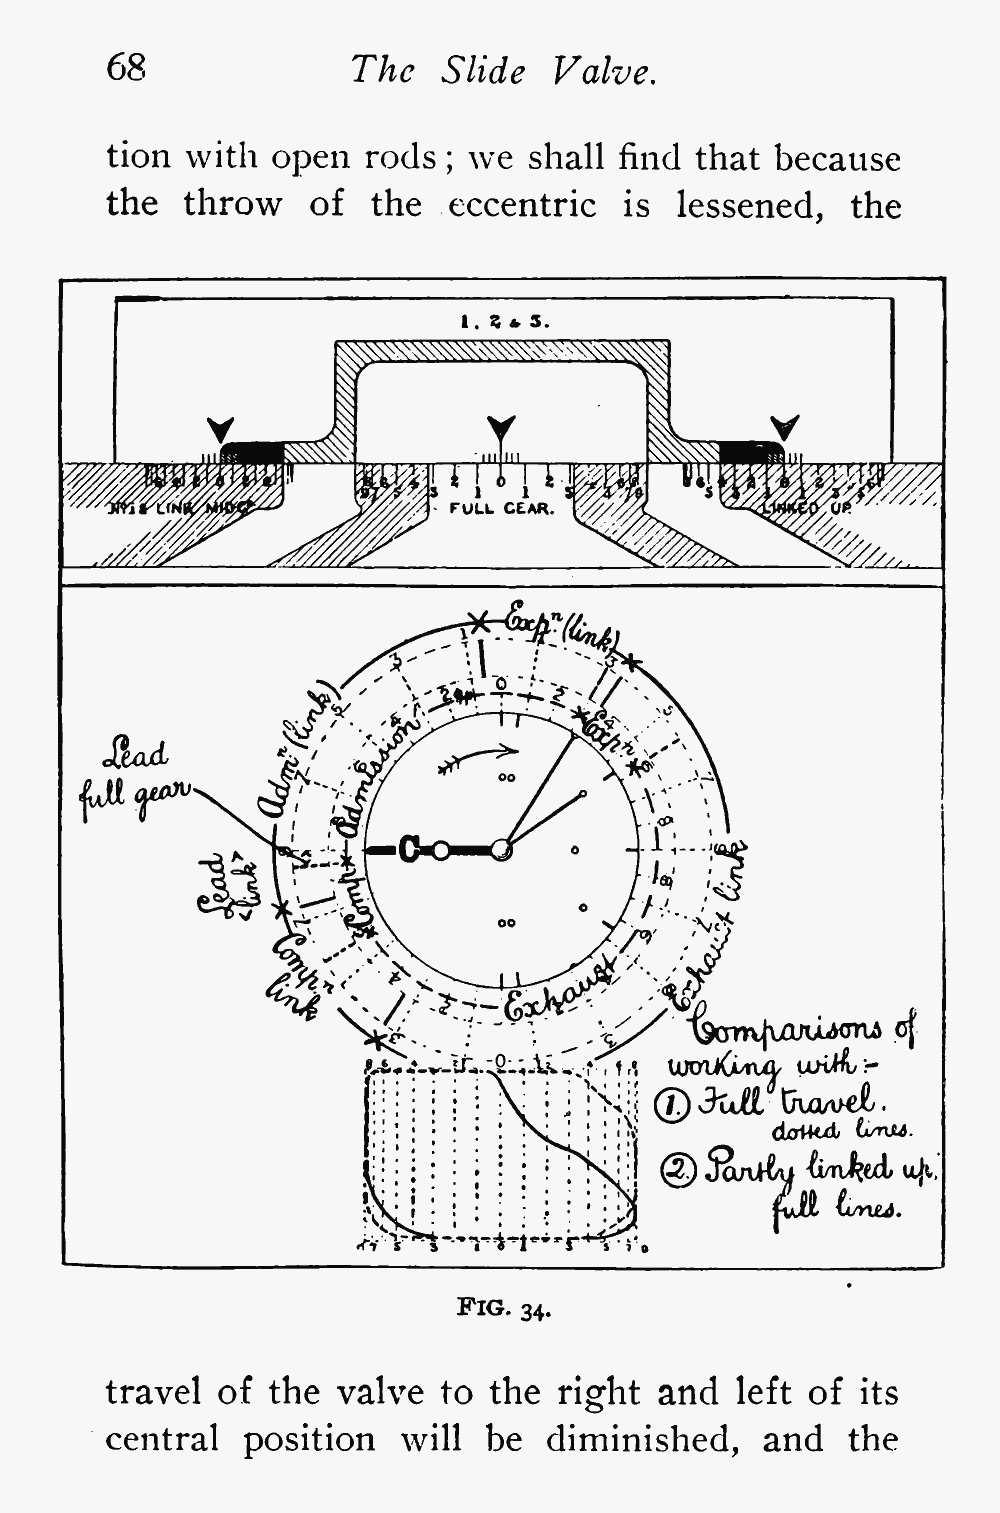 68 The Slide Valve.
tion with open rods; we shall find that because
the throw of the eccentric is lessened, the
1. 2 & 3.
LINK
FULL GEAR.
LINKED UP
Expⁿ (link)
Admⁿ (link)
Admission
Expⁿ
Lead
full gear
C
Lead
link
Comp
Compⁿ
link
Exhaust
Exhaust link
Comparisons of
working with :-
1. Full travel.
dotted lines.
2. Partly linked up.
full lines.
FIG. 34.
travel of the valve to the right and left of its
central position will be diminished, and the